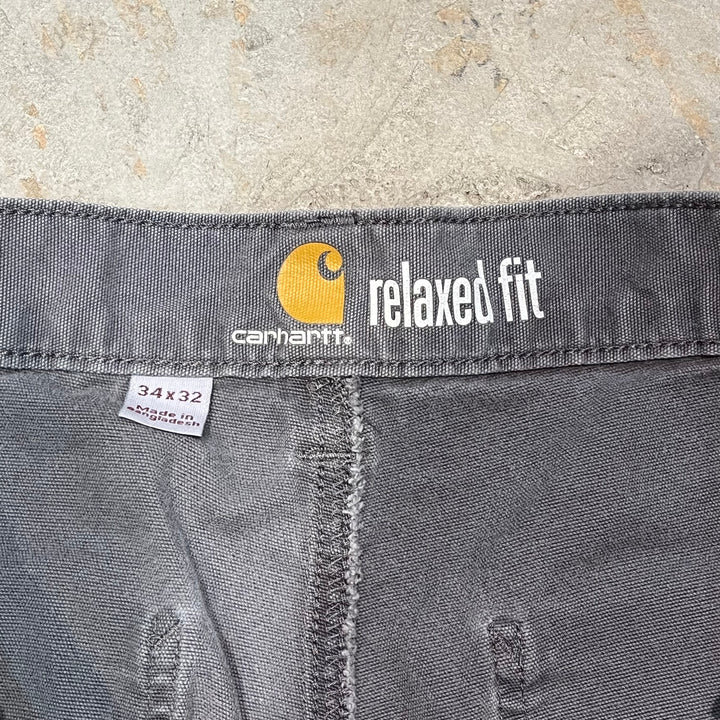 carhartt.
relaxed fit
34 x 32
Made in
Bangladesh